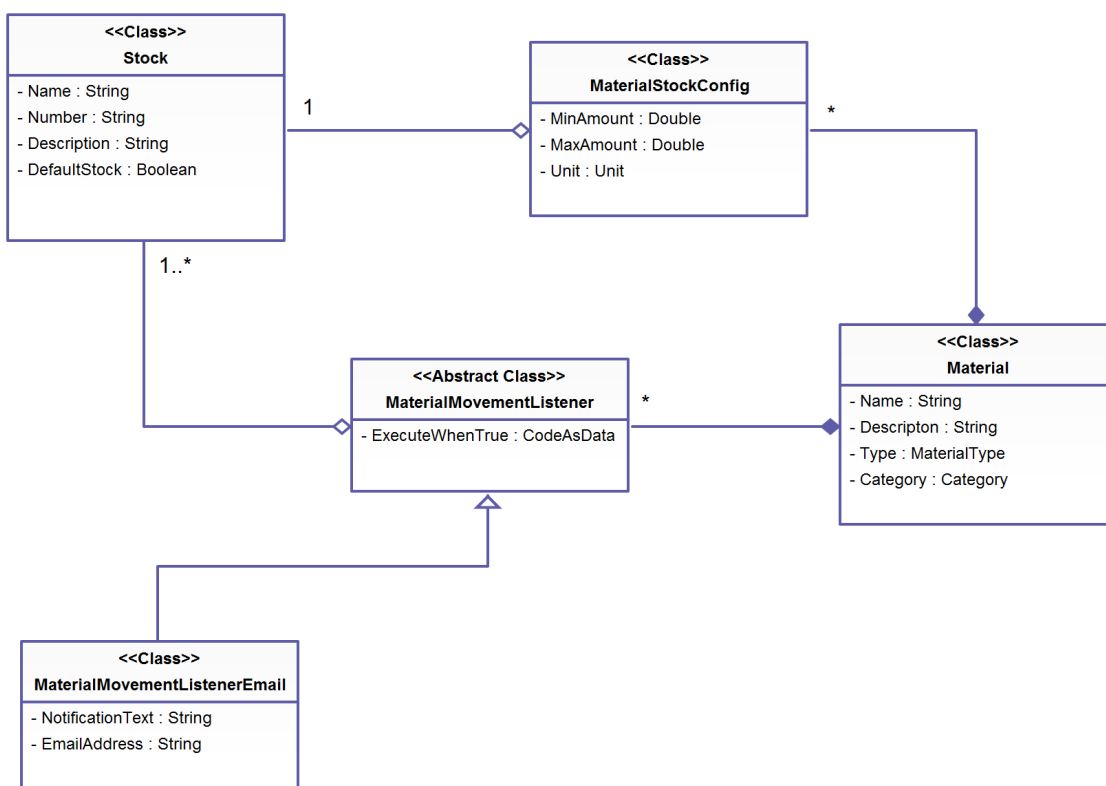 <<Class>>
Stock
- Name : String
- Number : String
- Description : String
- DefaultStock : Boolean
1
1..*
<<Class>>
MaterialStockConfig
- MinAmount : Double
- MaxAmount : Double
- Unit : Unit
*
<<Abstract Class>>
MaterialMovementListener
- ExecuteWhenTrue : CodeAsData
*
<<Class>>
Material
- Name : String
- Descripton : String
- Type : MaterialType
- Category : Category
<<Class>>
MaterialMovementListenerEmail
- NotificationText : String
- EmailAddress : String